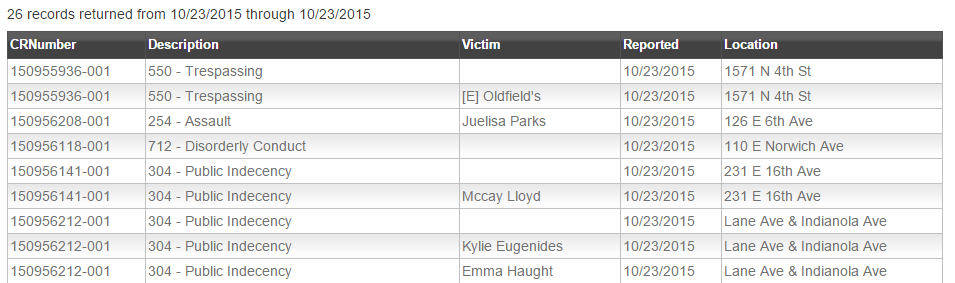 26 records returned from 10/23/2015 through 10/23/2015
CRNumber Description Victim Reported Location
150955936-001 550 - Trespassing 10/23/2015 1571 N 4th St
150955936-001 550 - Trespassing [E] Oldfield's 10/23/2015 1571 N 4th St
150956208-001 254 - Assault Juelisa Parks 10/23/2015 126 E 6th Ave
150956118-001 712 - Disorderly Conduct 10/23/2015 110 E Norwich Ave
150956141-001 304 - Public Indecency 10/23/2015 231 E 16th Ave
150956141-001 304 - Public Indecency Mccay Lloyd 10/23/2015 231 E 16th Ave
150956212-001 304 - Public Indecency 10/23/2015 Lane Ave & Indianola Ave
150956212-001 304 - Public Indecency Kylie Eugenides 10/23/2015 Lane Ave & Indianola Ave
150956212-001 304 - Public Indecency Emma Haught 10/23/2015 Lane Ave & Indianola Ave